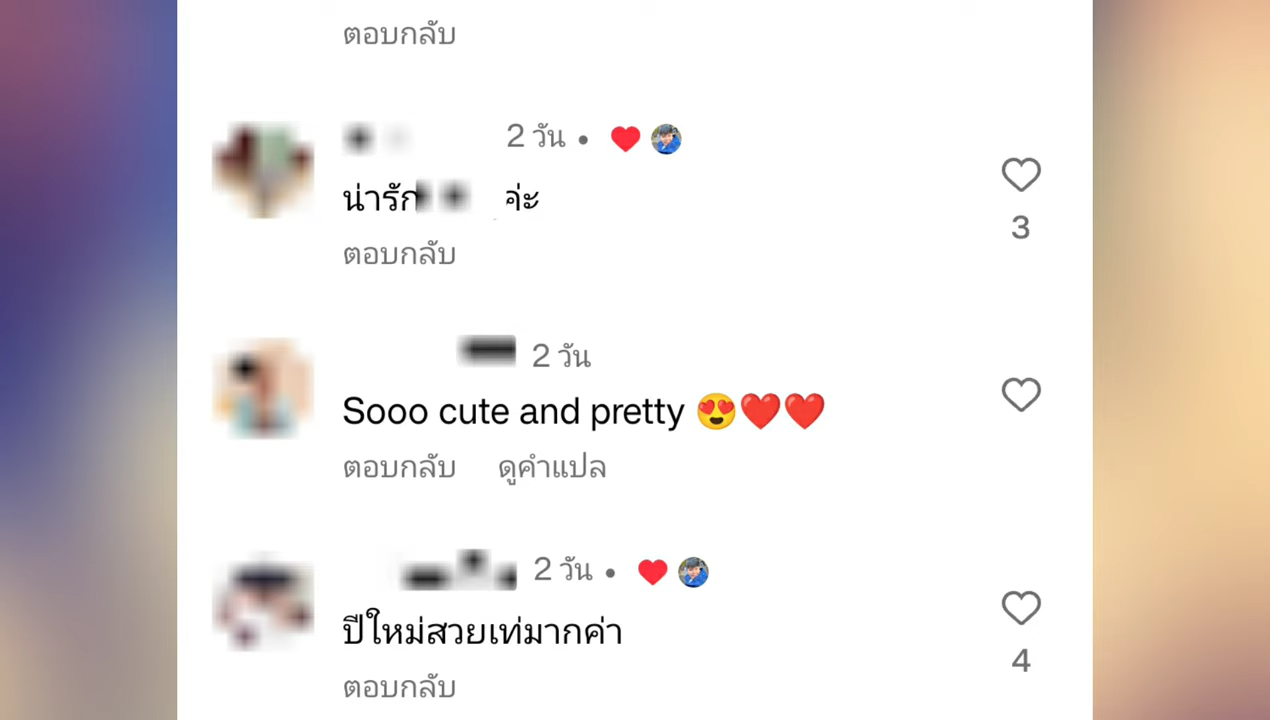 ตอบกลับ
2 วัน •
น่ารัก ค่ะ
3
ตอบกลับ
2 วัน
Sooo cute and pretty 😍❤️❤️
ตอบกลับ ดูคำแปล
2 วัน •
ปีใหม่สวยเท่มากค่า
4
ตอบกลับ